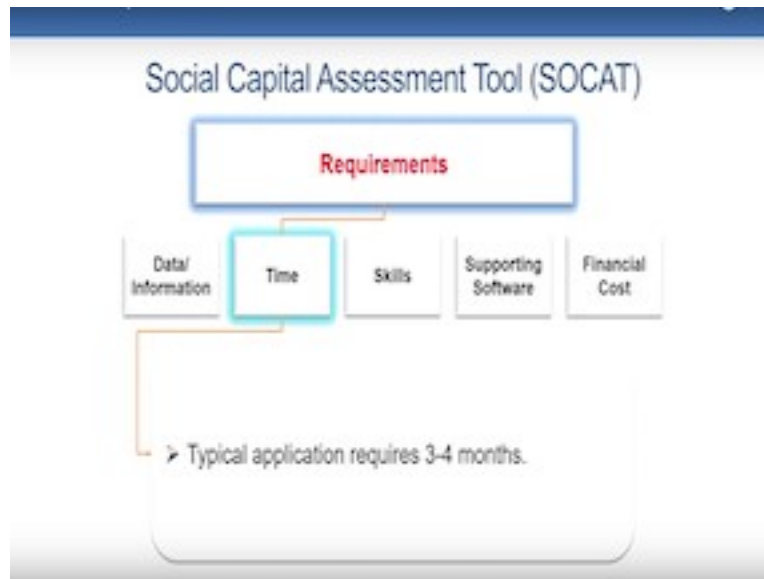 Social Capital Assessment Tool (SOCAT)
Requirements
Data/
Information
Time
Skills
Supporting
Software
Financial
Cost
➢ Typical application requires 3-4 months.